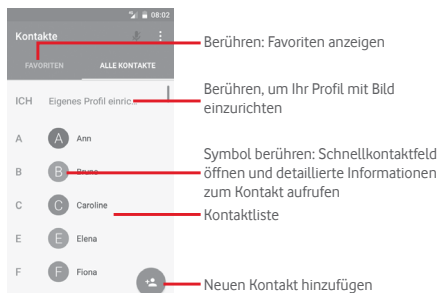 08:02
Kontakte
FAVORITEN
ALLE KONTAKTE
ICH Eigenes Profil einric...
A A Ann
B B Bruno
C C Caroline
E E Elena
F F Fiona
Berühren: Favoriten anzeigen
Berühren, um Ihr Profil mit Bild
einzurichten
Symbol berühren: Schnellkontaktfeld
öffnen und detaillierte Informationen
zum Kontakt aufrufen
Kontaktliste
Neuen Kontakt hinzufügen